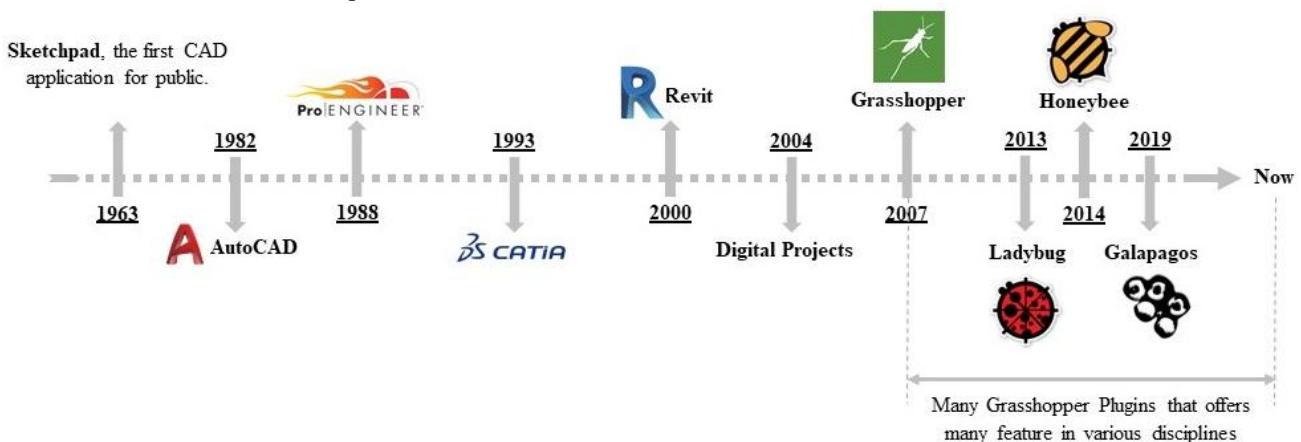 Sketchpad, the first CAD
application for public.
Pro|ENGINEER
Revit
Grasshopper
Honeybee
1982
1993
2004
2013
2019
Now
1963
1988
2000
2007
2014
A AutoCAD
DS CATIA
Digital Projects
Ladybug
Galapagos
Many Grasshopper Plugins that offers
many feature in various disciplines